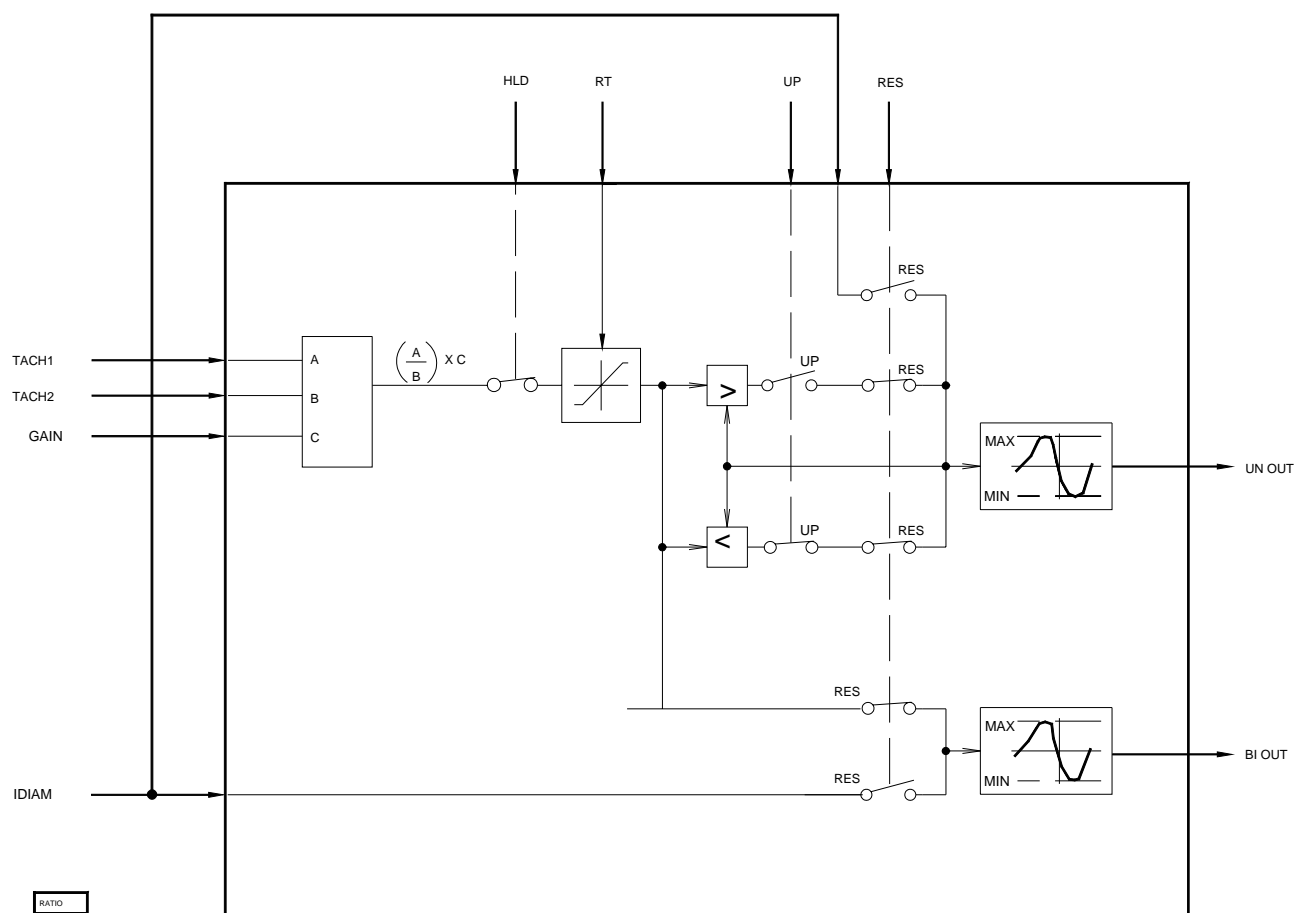 HLD RT UP RES
RES
TACH1 A (A/B) X C UP RES
>
TACH2 B
GAIN C
MAX
UN OUT
MIN
< UP RES
RES
MAX
BI OUT
MIN
RES
IDIAM
RATIO